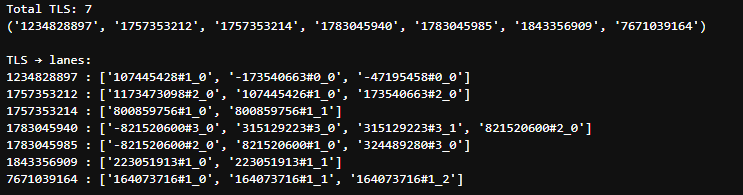 Total TLS: 7
('1234828897', '1757353212', '1757353214', '1783045940', '1783045985', '1843356909', '7671039164')
TLS → lanes:
1234828897 : ['107445428#1_0', '-173540663#0_0', '-47195458#0_0']
1757353212 : ['1173473098#2_0', '107445426#1_0', '173540663#2_0']
1757353214 : ['800859756#1_0', '800859756#1_1']
1783045940 : ['-821520600#3_0', '315129223#3_0', '315129223#3_1', '821520600#2_0']
1783045985 : ['-821520600#2_0', '821520600#1_0', '324489280#3_0']
1843356909 : ['223051913#1_0', '223051913#1_1']
7671039164 : ['164073716#1_0', '164073716#1_1', '164073716#1_2']